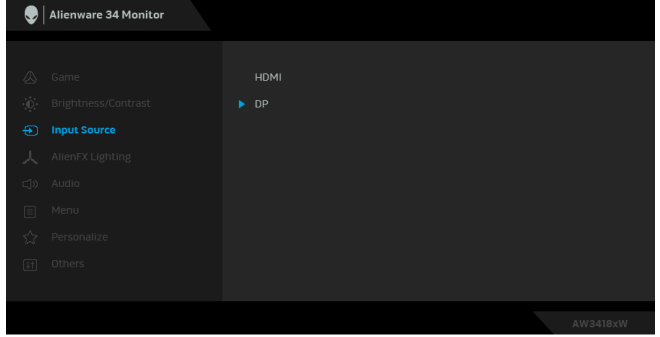 Alienware 34 Monitor
Game
HDMI
Brightness/Contrast
DP
Input Source
AlienFX Lighting
Audio
Menu
Personalize
Others
AW3418xW